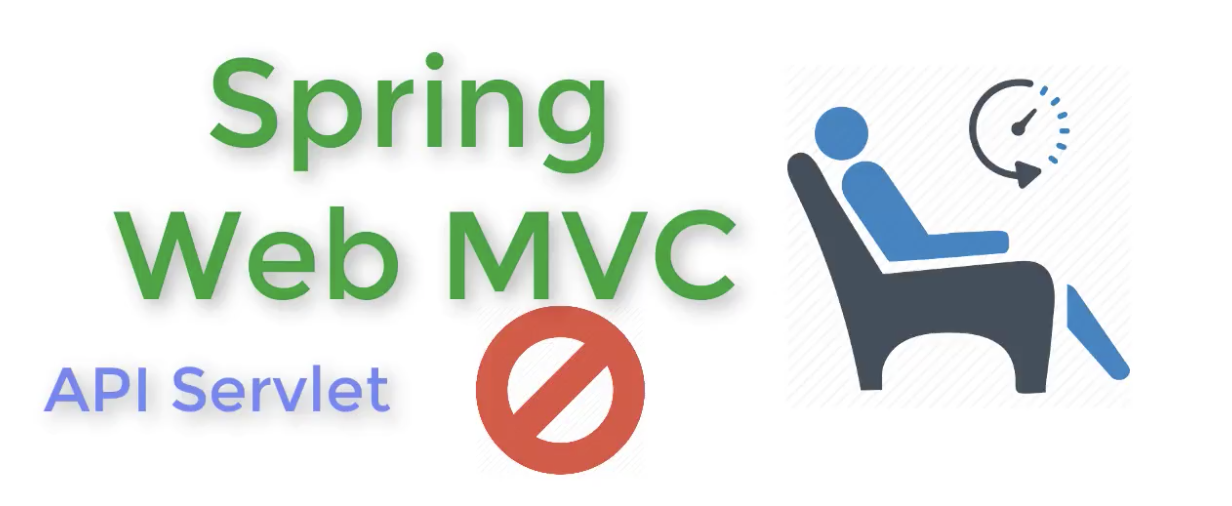 Spring
Web MVC
API Servlet